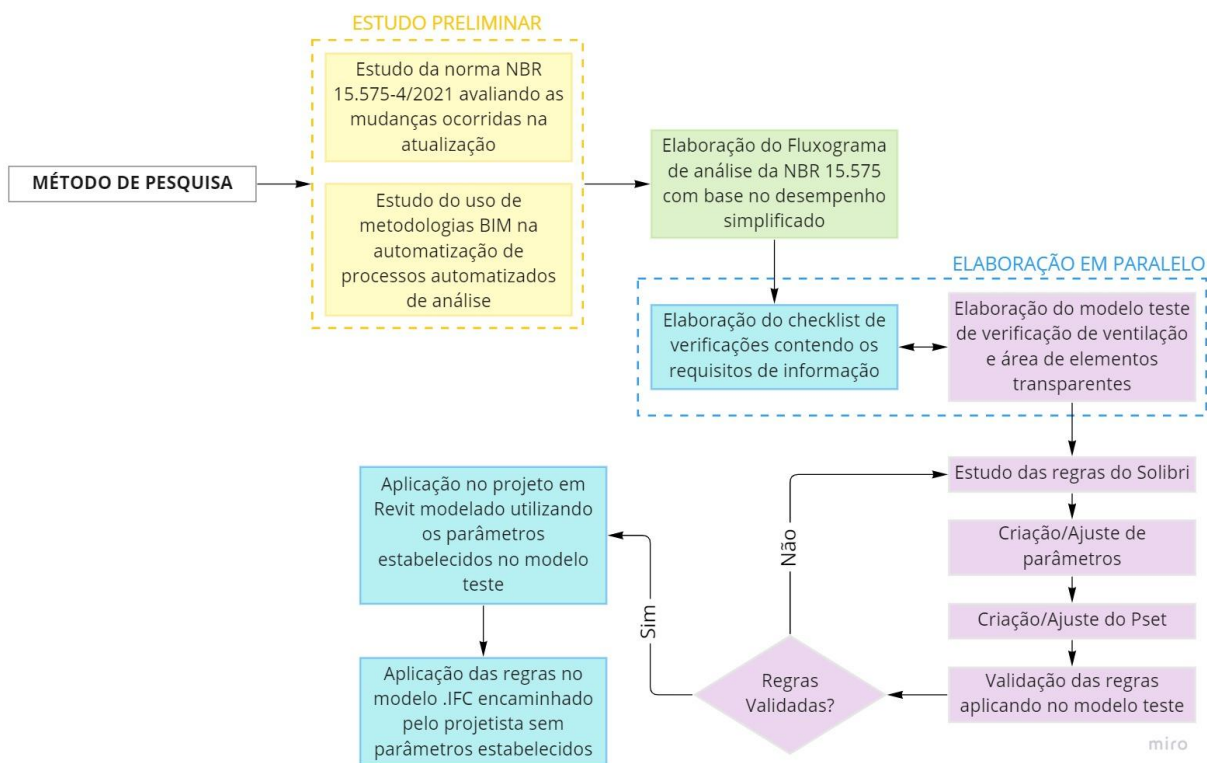 ESTUDO PRELIMINAR
Estudo da norma NBR
15.575-4/2021 avaliando as
mudanças ocorridas na
atualização
MÉTODO DE PESQUISA
Estudo do uso de
metodologias BIM na
automatização de
processos automatizados
de análise
Elaboração do Fluxograma
de análise da NBR 15.575
com base no desempenho
simplificado
ELABORAÇÃO EM PARALELO
Elaboração do checklist de
verificações contendo os
requisitos de informação
Elaboração do modelo teste
de verificação de ventilação
e área de elementos
transparentes
Estudo das regras do Solibri
Criação/Ajuste de
parâmetros
Criação/Ajuste do Pset
Validação das regras
aplicando no modelo teste
Regras
Validadas?
Não
Sim
Aplicação no projeto em
Revit modelado utilizando
os parâmetros
estabelecidos no modelo
teste
Aplicação das regras no
modelo .IFC encaminhado
pelo projetista sem
parâmetros estabelecidos
miro